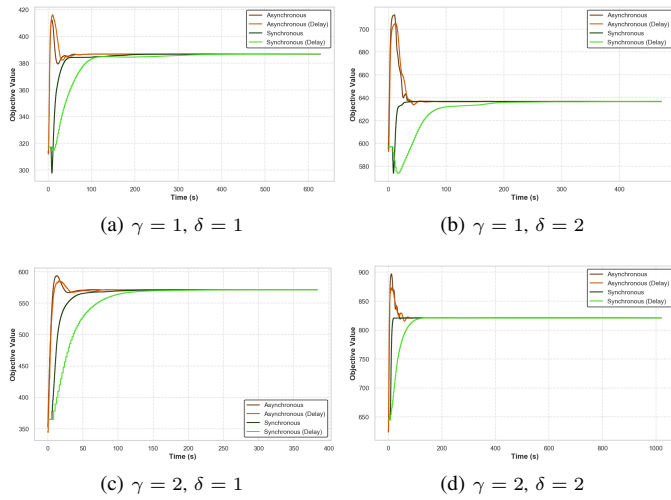 420
400
380
360
340
320
300
Objective Value
0
100
200
300
400
500
600
Time (s)
Asynchronous
Asynchronous (Delay)
Synchronous
Synchronous (Delay)
(a) γ = 1, δ = 1
700
680
660
640
620
600
580
Objective Value
0
100
200
300
400
Time (s)
Asynchronous
Asynchronous (Delay)
Synchronous
Synchronous (Delay)
(b) γ = 1, δ = 2
600
550
500
450
400
350
Objective Value
0
50
100
150
200
250
300
350
400
Time (s)
Asynchronous
Asynchronous (Delay)
Synchronous
Synchronous (Delay)
(c) γ = 2, δ = 1
900
850
800
750
700
650
Objective Value
0
200
400
600
800
1000
Time (s)
Asynchronous
Asynchronous (Delay)
Synchronous
Synchronous (Delay)
(d) γ = 2, δ = 2